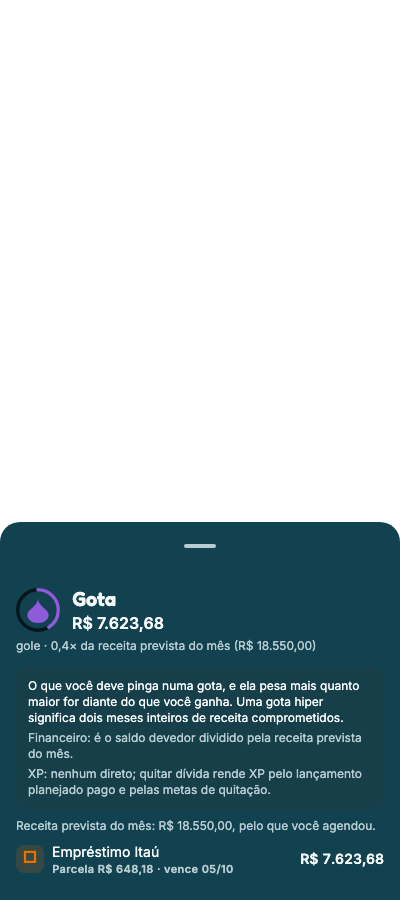 Gota
R$ 7.623,68
gole · 0,4× da receita prevista do mês (R$ 18.550,00)
O que você deve pinga numa gota, e ela pesa mais quanto
maior for diante do que você ganha. Uma gota hiper
significa dois meses inteiros de receita comprometidos.
Financeiro: é o saldo devedor dividido pela receita prevista
do mês.
XP: nenhum direto; quitar dívida rende XP pelo lançamento
planejado pago e pelas metas de quitação.
Receita prevista do mês: R$ 18.550,00, pelo que você agendou.
Empréstimo Itaú
R$ 7.623,68
Parcela R$ 648,18 · vence 05/10